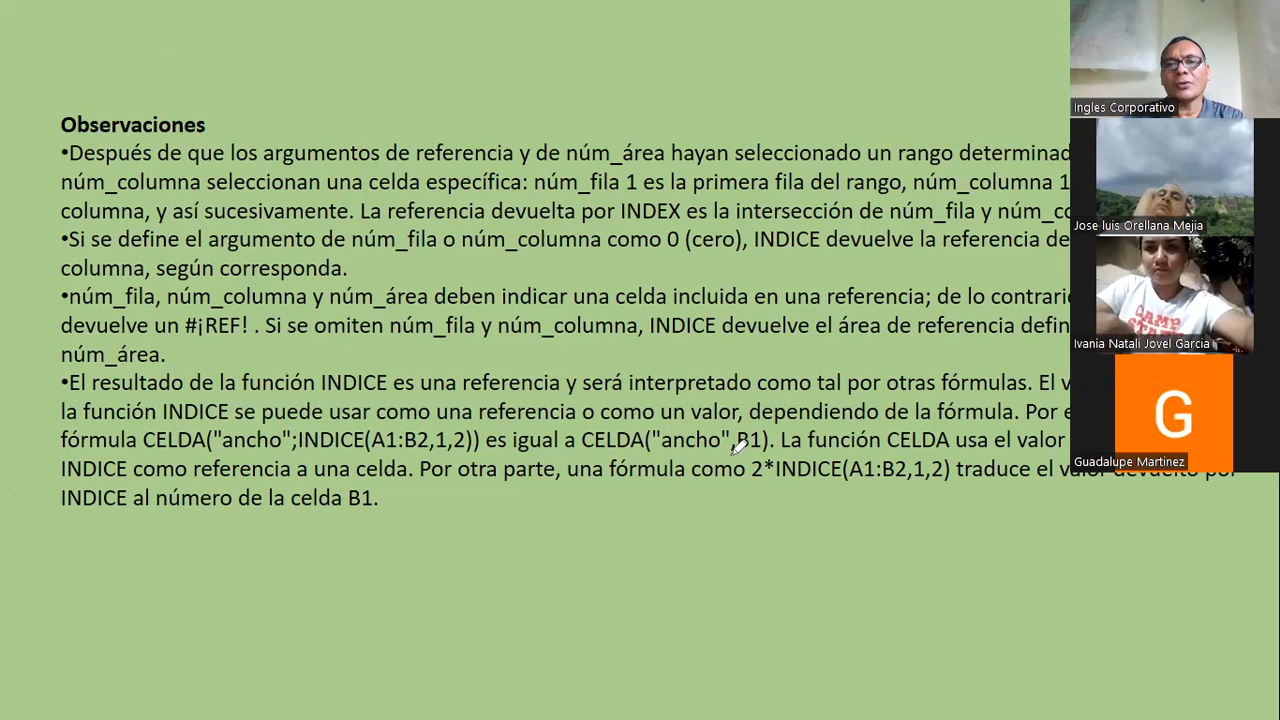 Observaciones
•Después de que los argumentos de referencia y de núm_área hayan seleccionado un rango determinad
núm_columna seleccionan una celda específica: núm_fila 1 es la primera fila del rango, núm_columna 1
columna, y así sucesivamente. La referencia devuelta por INDEX es la intersección de núm_fila y núm_co
•Si se define el argumento de núm_fila o núm_columna como 0 (cero), INDICE devuelve la referencia de
columna, según corresponda.
•núm_fila, núm_columna y núm_área deben indicar una celda incluida en una referencia; de lo contrario
devuelve un #¡REF! . Si se omiten núm_fila y núm_columna, INDICE devuelve el área de referencia defin
núm_área.
•El resultado de la función INDICE es una referencia y será interpretado como tal por otras fórmulas. El v
la función INDICE se puede usar como una referencia o como un valor, dependiendo de la fórmula. Por e
fórmula CELDA("ancho";INDICE(A1:B2,1,2)) es igual a CELDA("ancho",B1). La función CELDA usa el valor
INDICE como referencia a una celda. Por otra parte, una fórmula como 2*INDICE(A1:B2,1,2) traduce el valor devuelto por
INDICE al número de la celda B1.
Ingles Corporativo
Jose luis Orellana Mejia
CAMP
Ivania Natali Jovel Garcia
G
Guadalupe Martinez